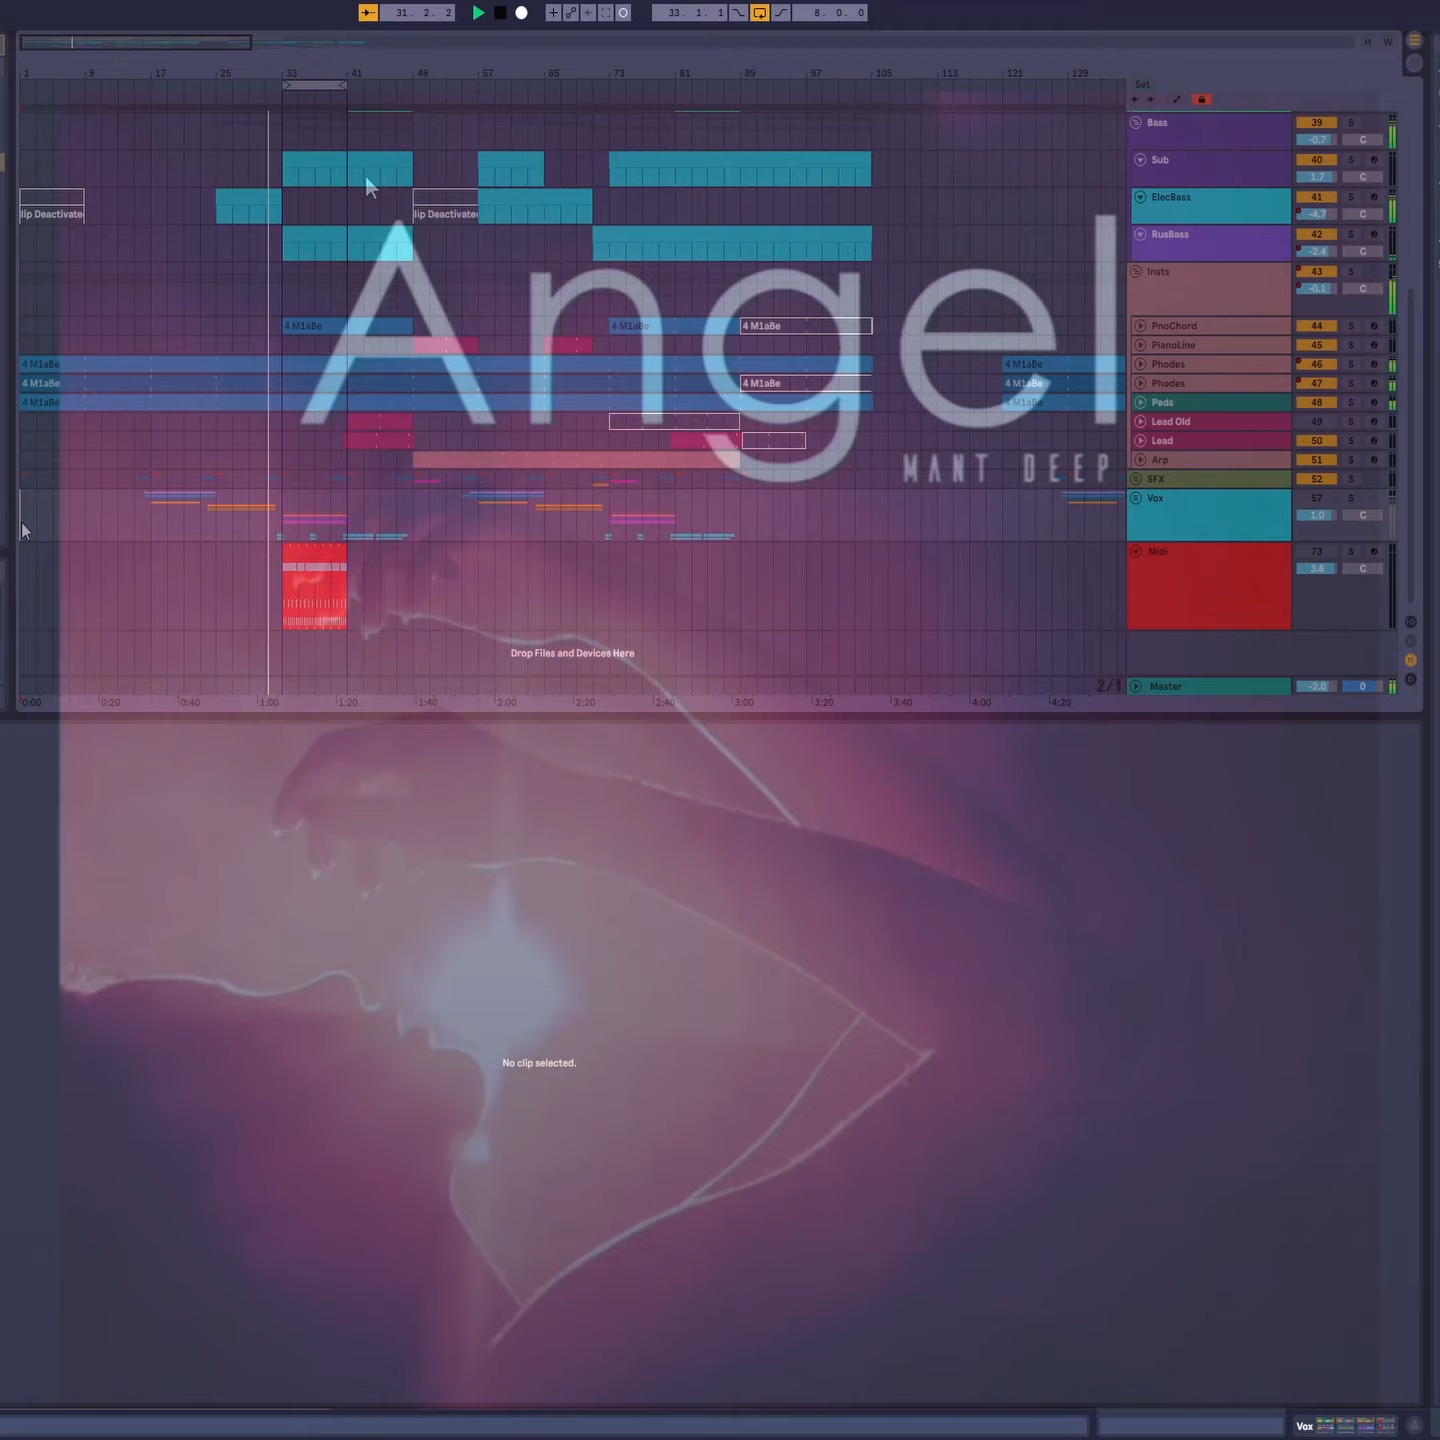 31. 2. 2
33. 1. 1
8. 0. 0
H W
1 9 17 25 33 41 49 57 65 73 81 89 97 105 113 121 129
Set
Bass 39 S
-0.7 C
Sub 40 S
1.7 C
ElecBass 41 S
lip Deactivate lip Deactivate -4.7 C
RusBass 42 S
-2.4 C
Angel
Insts 43 S
-0.1 C
4 M1aBe 4 M1aBe 4 M1aBe PnoChord 44 S
PianoLine 45 S
4 M1aBe 4 M1aBe Phodes 46 S
4 M1aBe 4 M1aBe 4 M1aBe Phodes 47 S
4 M1aBe 4 M1aBe Pads 48 S
Lead Old 49 S
Lead 50 S
Arp 51 S
MANT DEEP
SFX 52 S
Vox 57 S
1.0 C
Midi 73 S
3.6 C
Drop Files and Devices Here
2/1
Master -2.0 0
0:00 0:20 0:40 1:00 1:20 1:40 2:00 2:20 2:40 3:00 3:20 3:40 4:00 4:20
No clip selected.
Vox